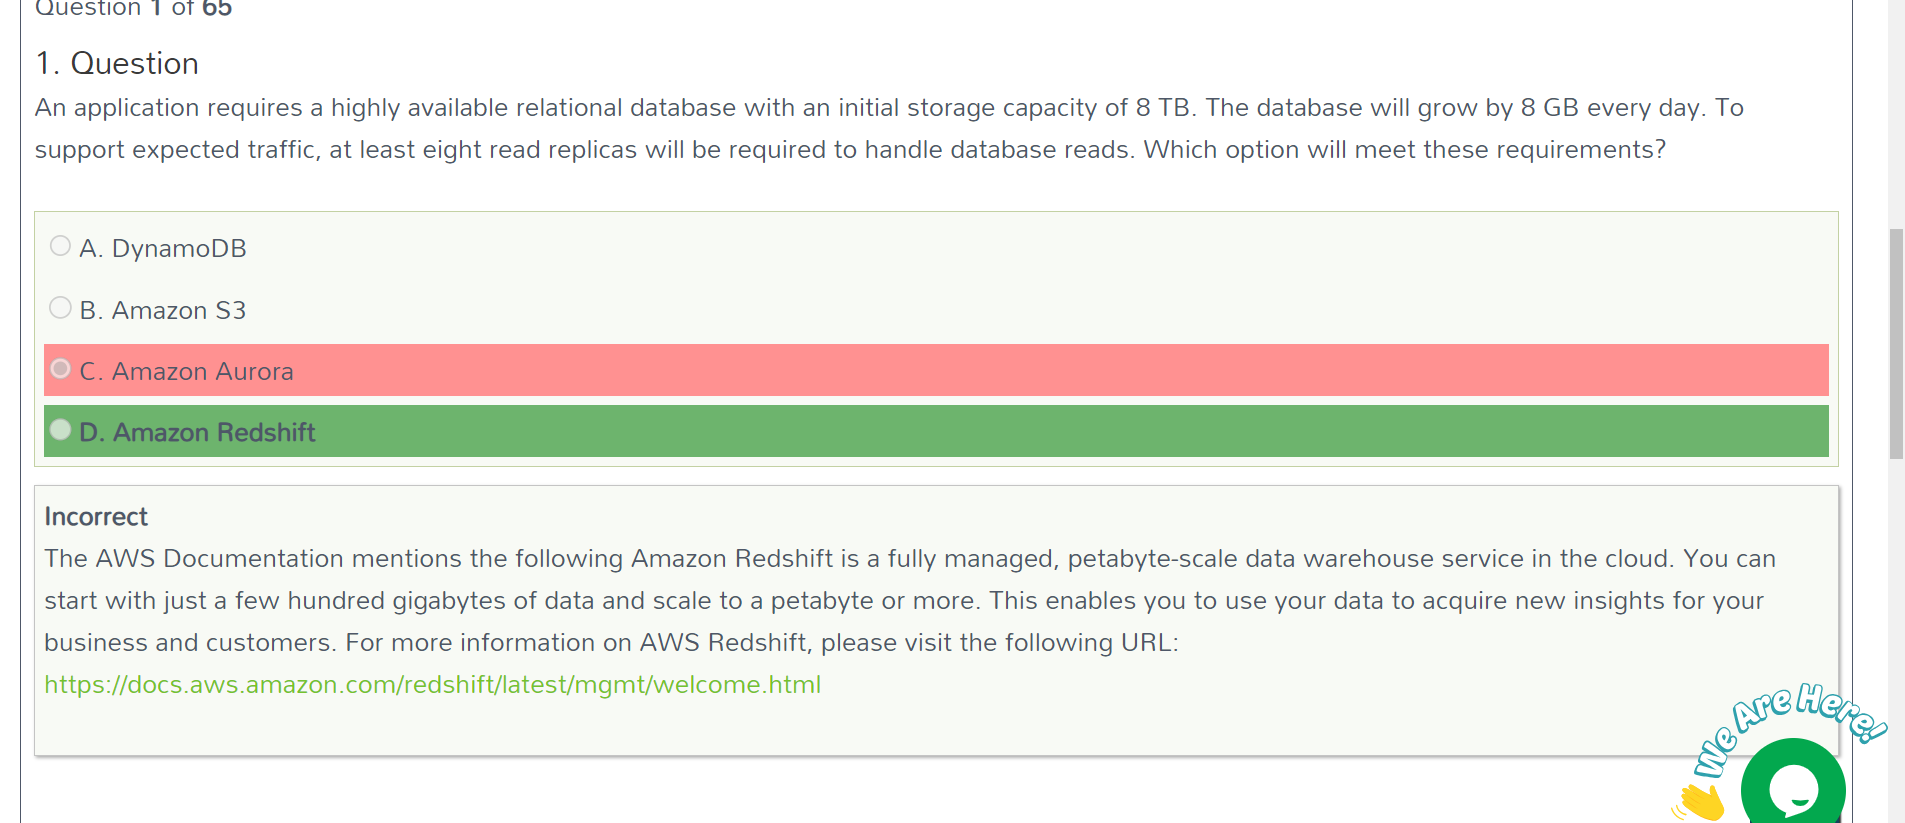 Question 1 of 65
1. Question
An application requires a highly available relational database with an initial storage capacity of 8 TB. The database will grow by 8 GB every day. To
support expected traffic, at least eight read replicas will be required to handle database reads. Which option will meet these requirements?
A. DynamoDB
B. Amazon S3
C. Amazon Aurora
D. Amazon Redshift
Incorrect
The AWS Documentation mentions the following Amazon Redshift is a fully managed, petabyte-scale data warehouse service in the cloud. You can
start with just a few hundred gigabytes of data and scale to a petabyte or more. This enables you to use your data to acquire new insights for your
business and customers. For more information on AWS Redshift, please visit the following URL:
https://docs.aws.amazon.com/redshift/latest/mgmt/welcome.html
We Are Here!